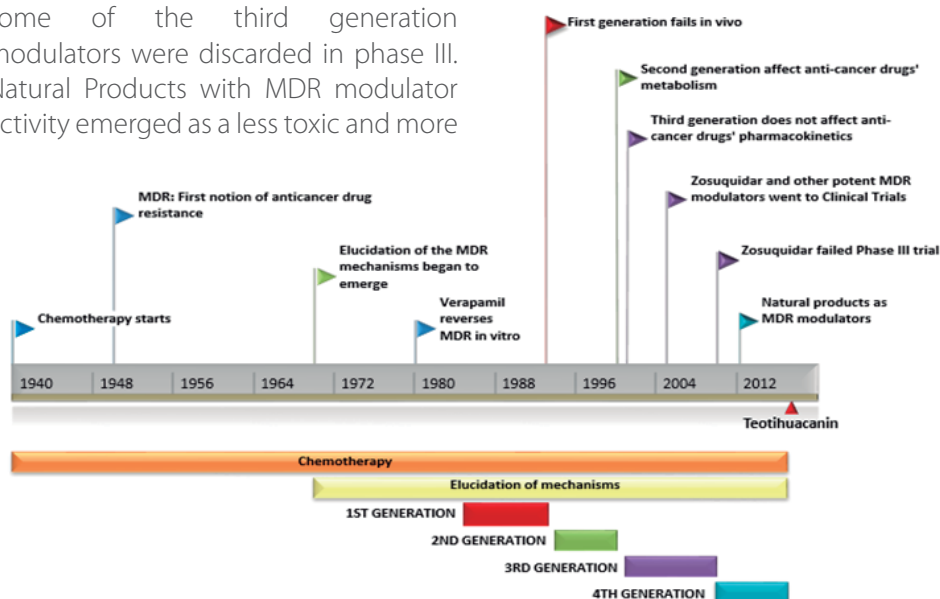 ome of the third generation
modulators were discarded in phase III.
Natural Products with MDR modulator
ctivity emerged as a less toxic and more
First generation fails in vivo
Second generation affect anti-cancer drugs'
metabolism
Third generation does not affect anti-
cancer drugs' pharmacokinetics
Zosuquidar and other potent MDR
modulators went to Clinical Trials
MDR: First notion of anticancer drug
resistance
Elucidation of the MDR
mechanisms began to
emerge
Zosuquidar failed Phase III trial
Chemotherapy starts
Verapamil
reverses
MDR in vitro
Natural products as
MDR modulators
1940 1948 1956 1964 1972 1980 1988 1996 2004 2012
Teotihuacanin
Chemotherapy
Elucidation of mechanisms
1ST GENERATION
2ND GENERATION
3RD GENERATION
4TH GENERATION